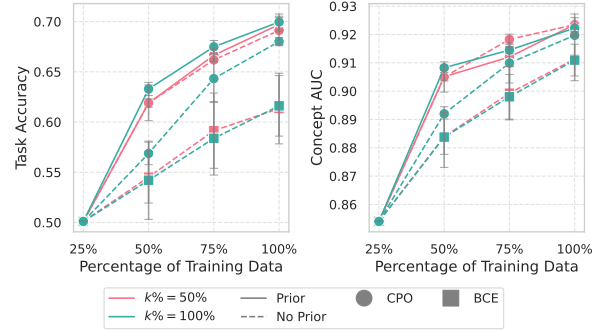 0.70
0.65
0.60
0.55
0.50
Task Accuracy
25% 50% 75% 100%
Percentage of Training Data
0.93
0.92
0.91
0.90
0.89
0.88
0.87
0.86
Concept AUC
25% 50% 75% 100%
Percentage of Training Data
k% = 50% Prior CPO BCE
k% = 100% No Prior